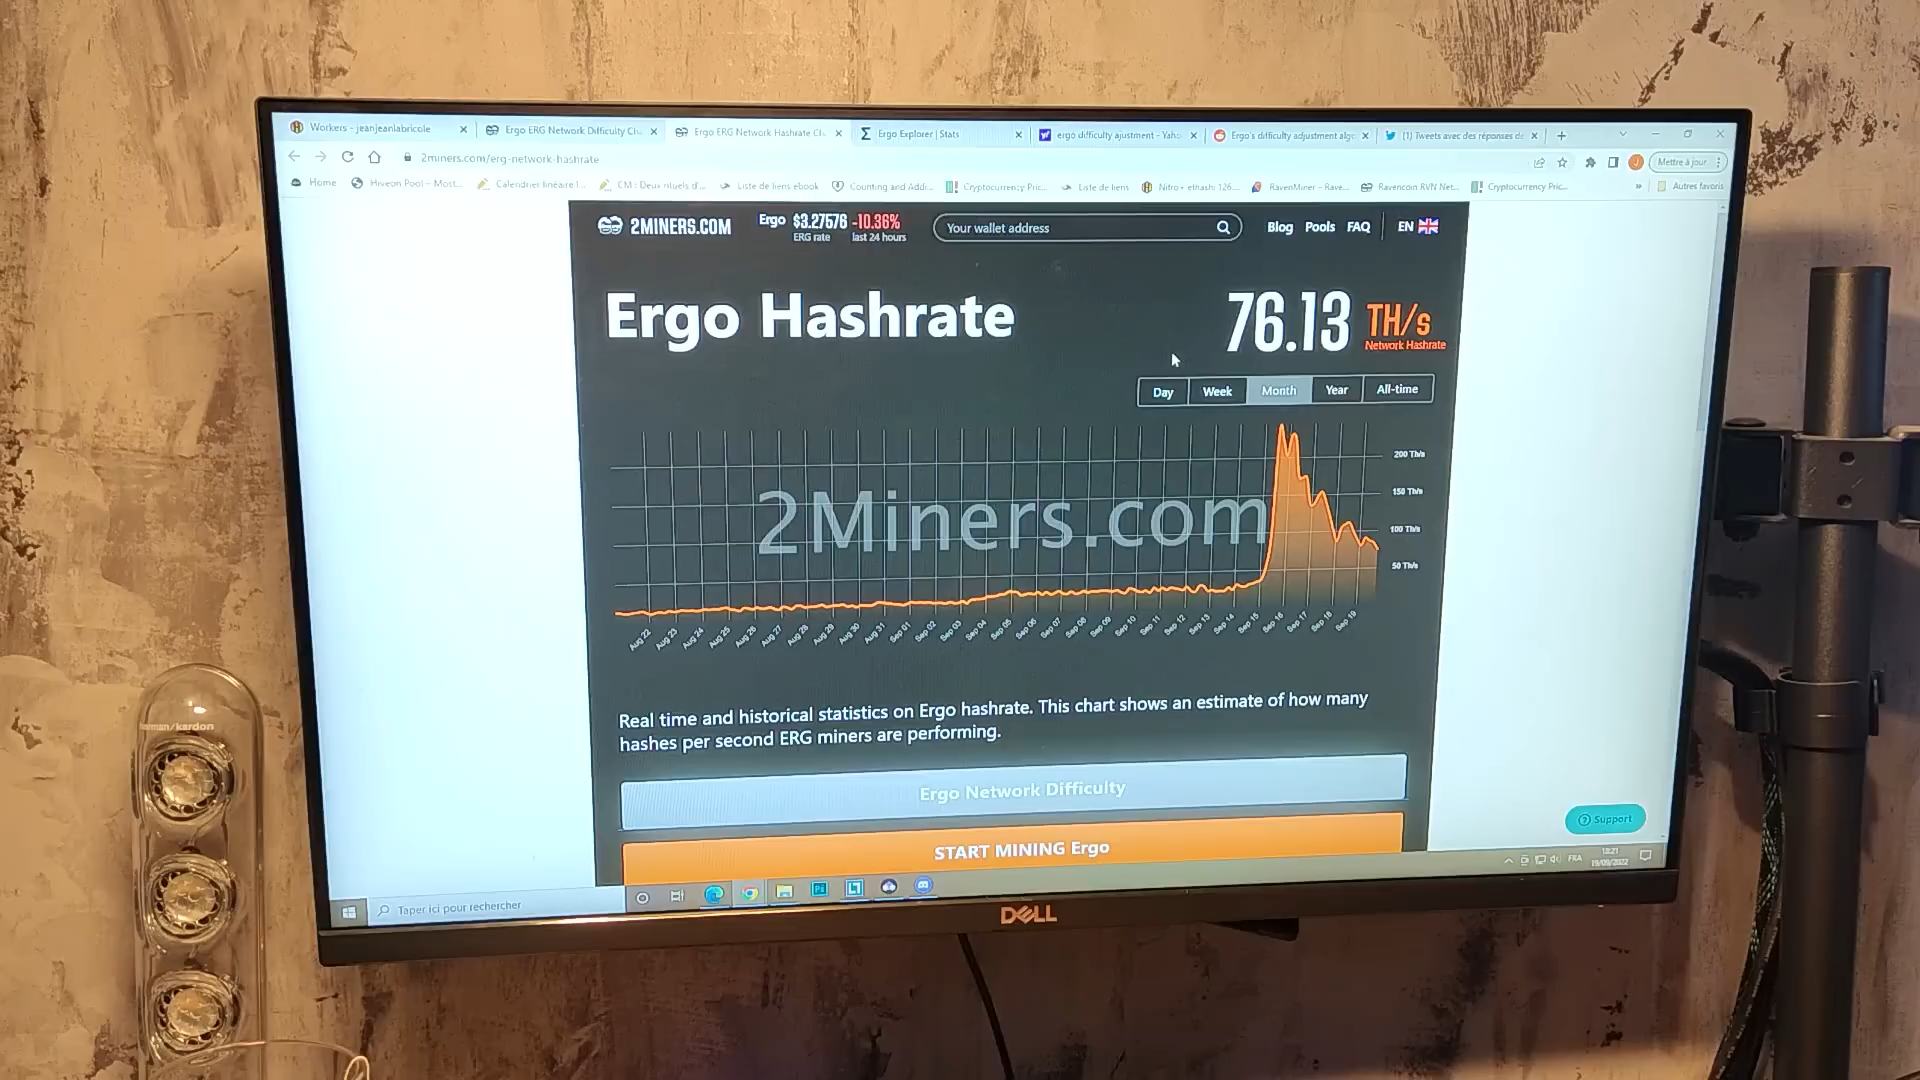 Workers - jeanjeanlabricole
Ergo ERG Network Difficulty Ch
Ergo ERG Network Hashrate Ch
Ergo Explorer | Stats
ergo difficulty ajustment - Yaho
Ergo's difficulty adjustment algo
(1) Tweets avec des réponses de
2miners.com/erg-network-hashrate
Mettre à jour
Home
Hiveon Pool – Most...
Calendrier linéaire 1...
CM : Deux rituels d'...
Liste de liens ebook
Counting and Addi...
Cryptocurrency Pric...
Liste de liens
Nitro+ ethash: 126...
RavenMiner - Rave...
Ravencoin RVN Net...
Cryptocurrency Pric...
»
Autres favoris
2MINERS.COM
Ergo $3.27576 -10.36%
ERG rate last 24 hours
Your wallet address
Blog Pools FAQ EN
Ergo Hashrate
76.13 TH/s
Network Hashrate
Day Week Month Year All-time
200 Th/s
150 Th/s
100 Th/s
50 Th/s
2Miners.com
Aug 22 Aug 23 Aug 24 Aug 25 Aug 26 Aug 27 Aug 28 Aug 29 Aug 30 Aug 31 Sep 01 Sep 02 Sep 03 Sep 04 Sep 05 Sep 06 Sep 07 Sep 08 Sep 09 Sep 10 Sep 11 Sep 12 Sep 13 Sep 14 Sep 15 Sep 16 Sep 17 Sep 18 Sep 19
Real time and historical statistics on Ergo hashrate. This chart shows an estimate of how many
hashes per second ERG miners are performing.
Ergo Network Difficulty
START MINING Ergo
Support
Taper ici pour rechercher
FRA
18:21
19/09/2022
DELL
harman/kardon